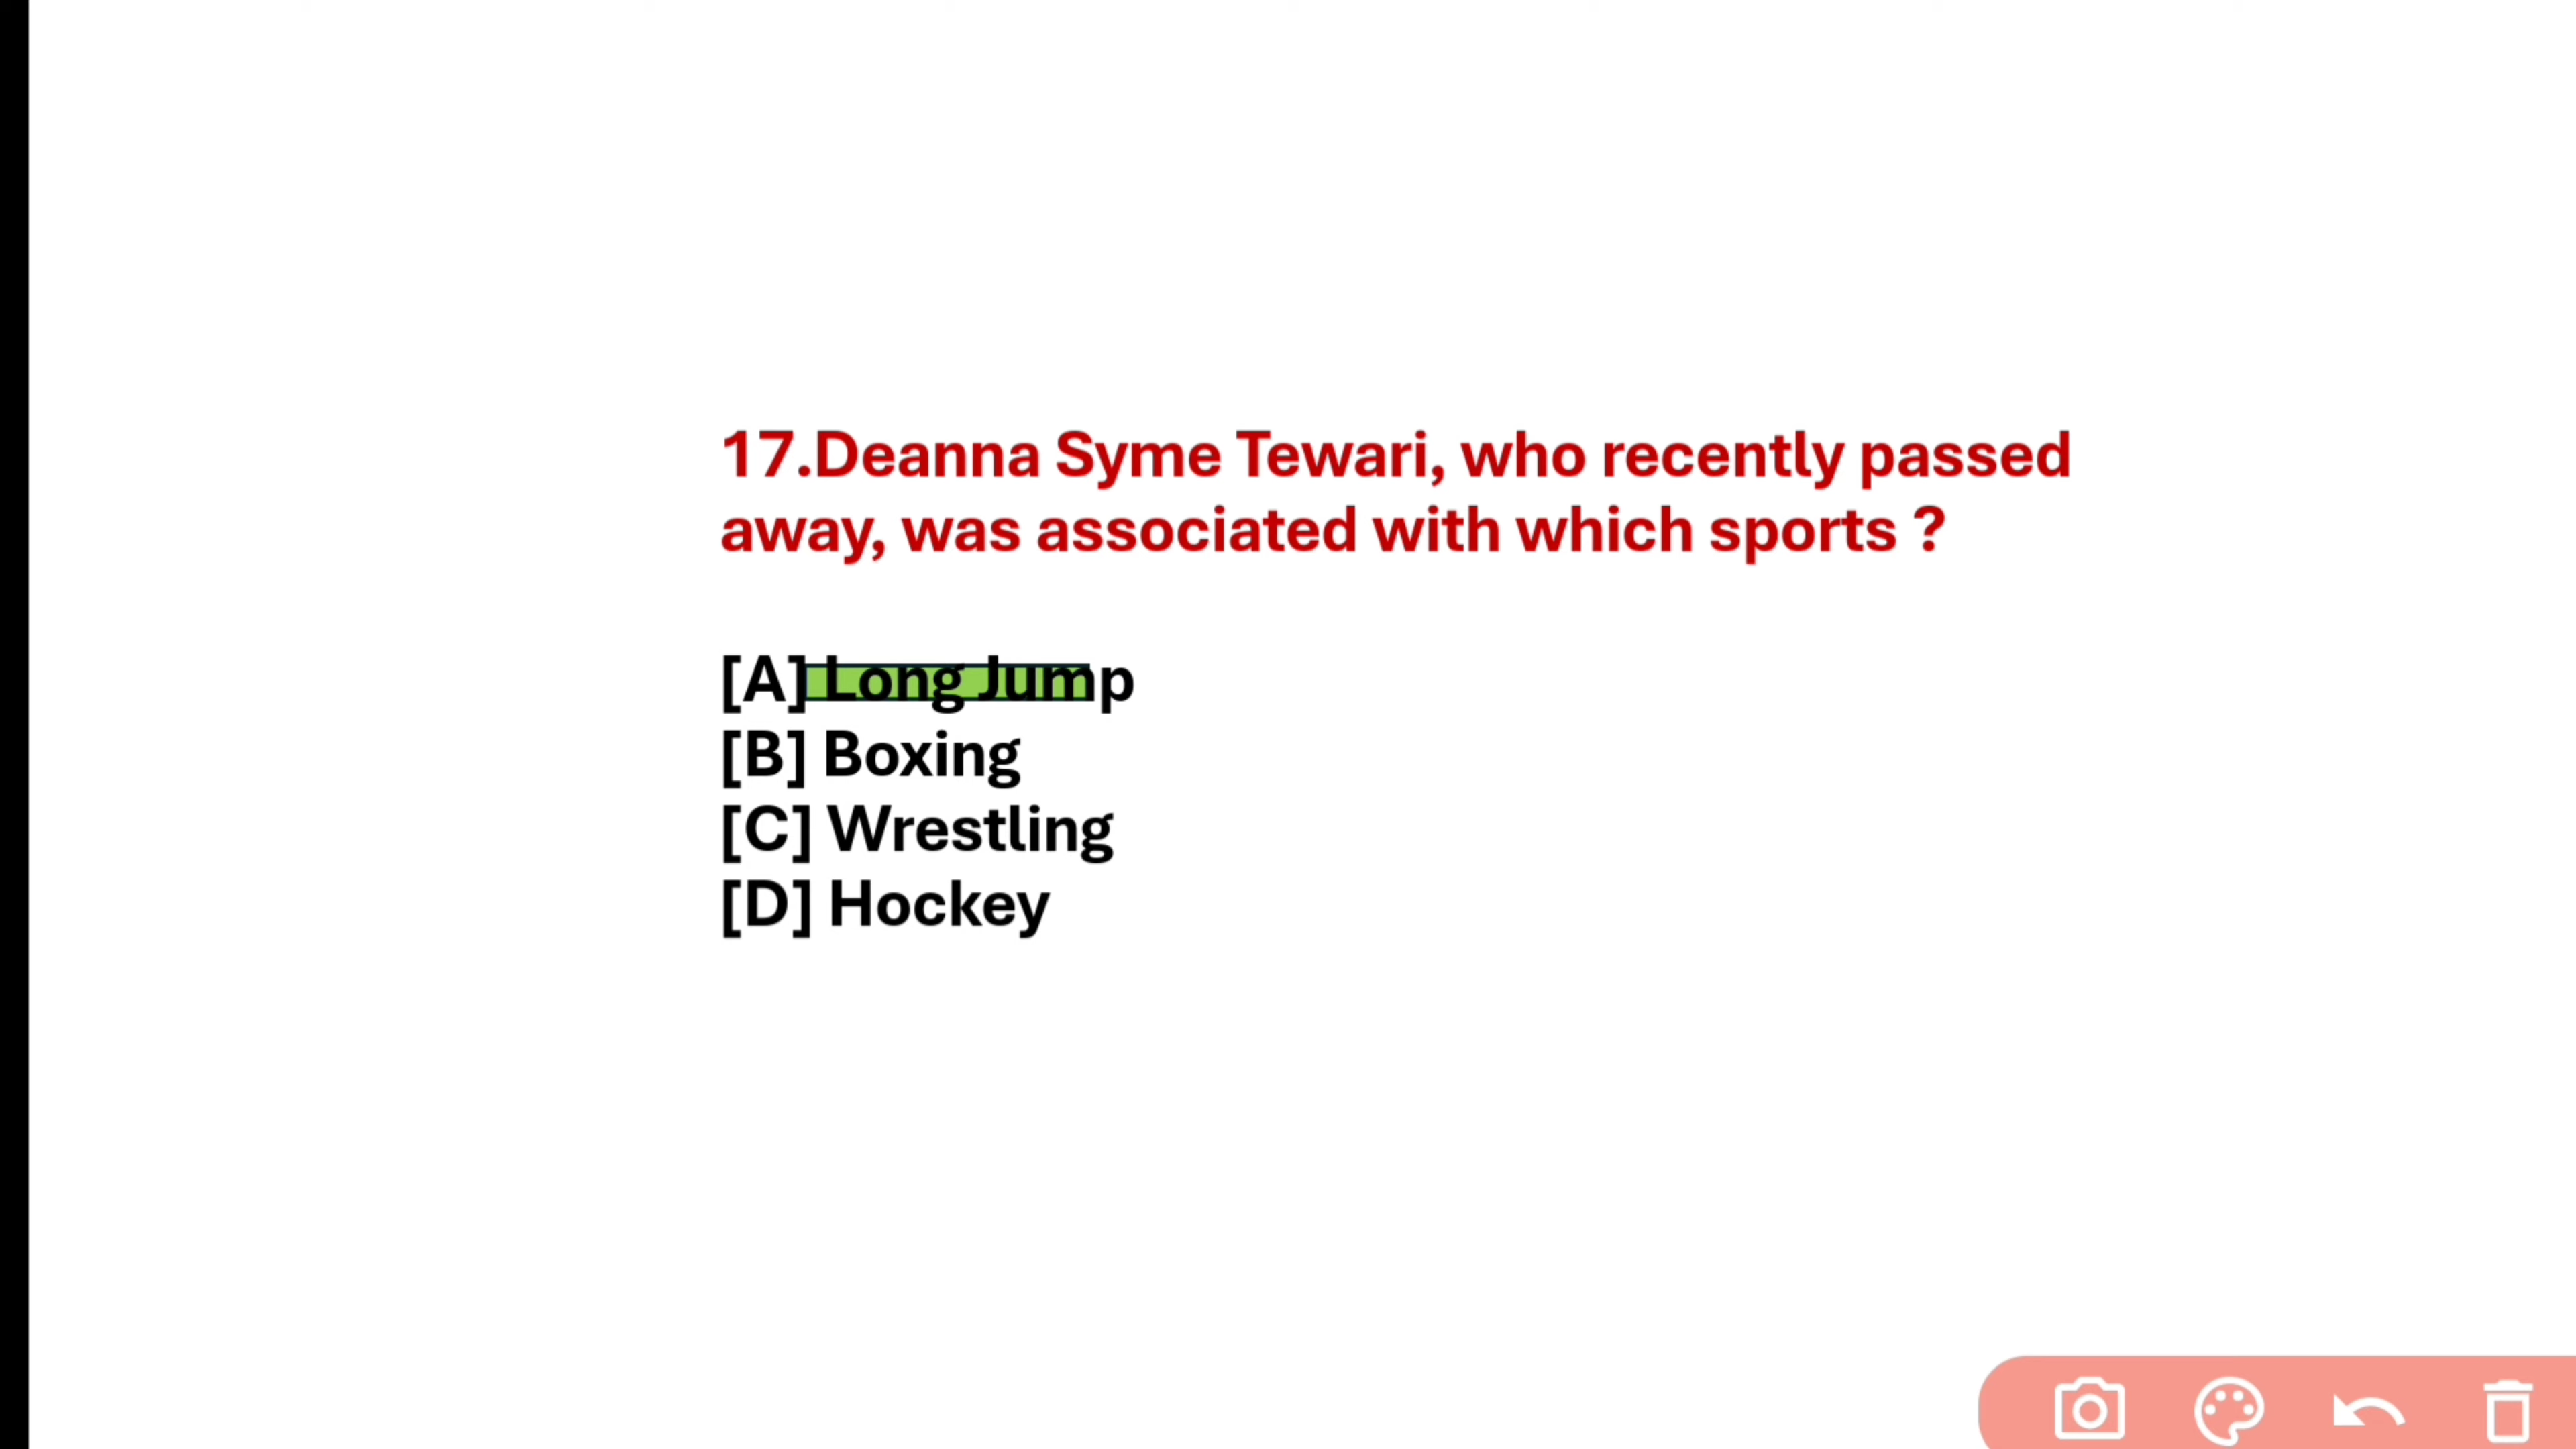 17.Deanna Syme Tewari, who recently passed
away, was associated with which sports ?
[A] Long Jump
[B] Boxing
[C] Wrestling
[D] Hockey